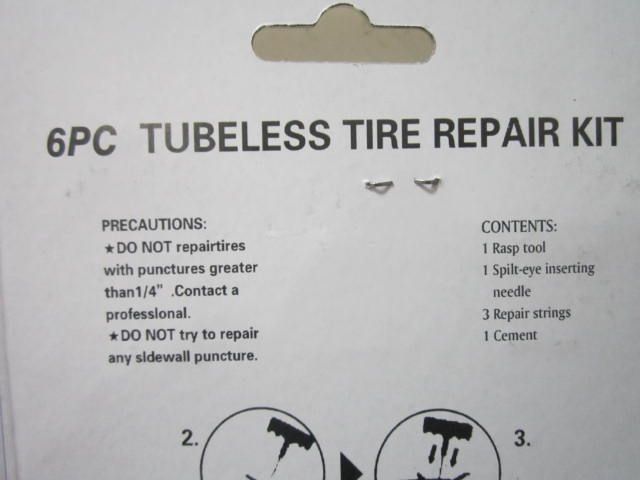 6PC TUBELESS TIRE REPAIR KIT
PRECAUTIONS:
★DO NOT repairtires
with punctures greater
than1/4” .Contact a
professlonal.
★DO NOT try to repair
any sldewall puncture.
CONTENTS:
1 Rasp tool
1 Spilt-eye inserting
needle
3 Repair strings
1 Cement
2.
3.